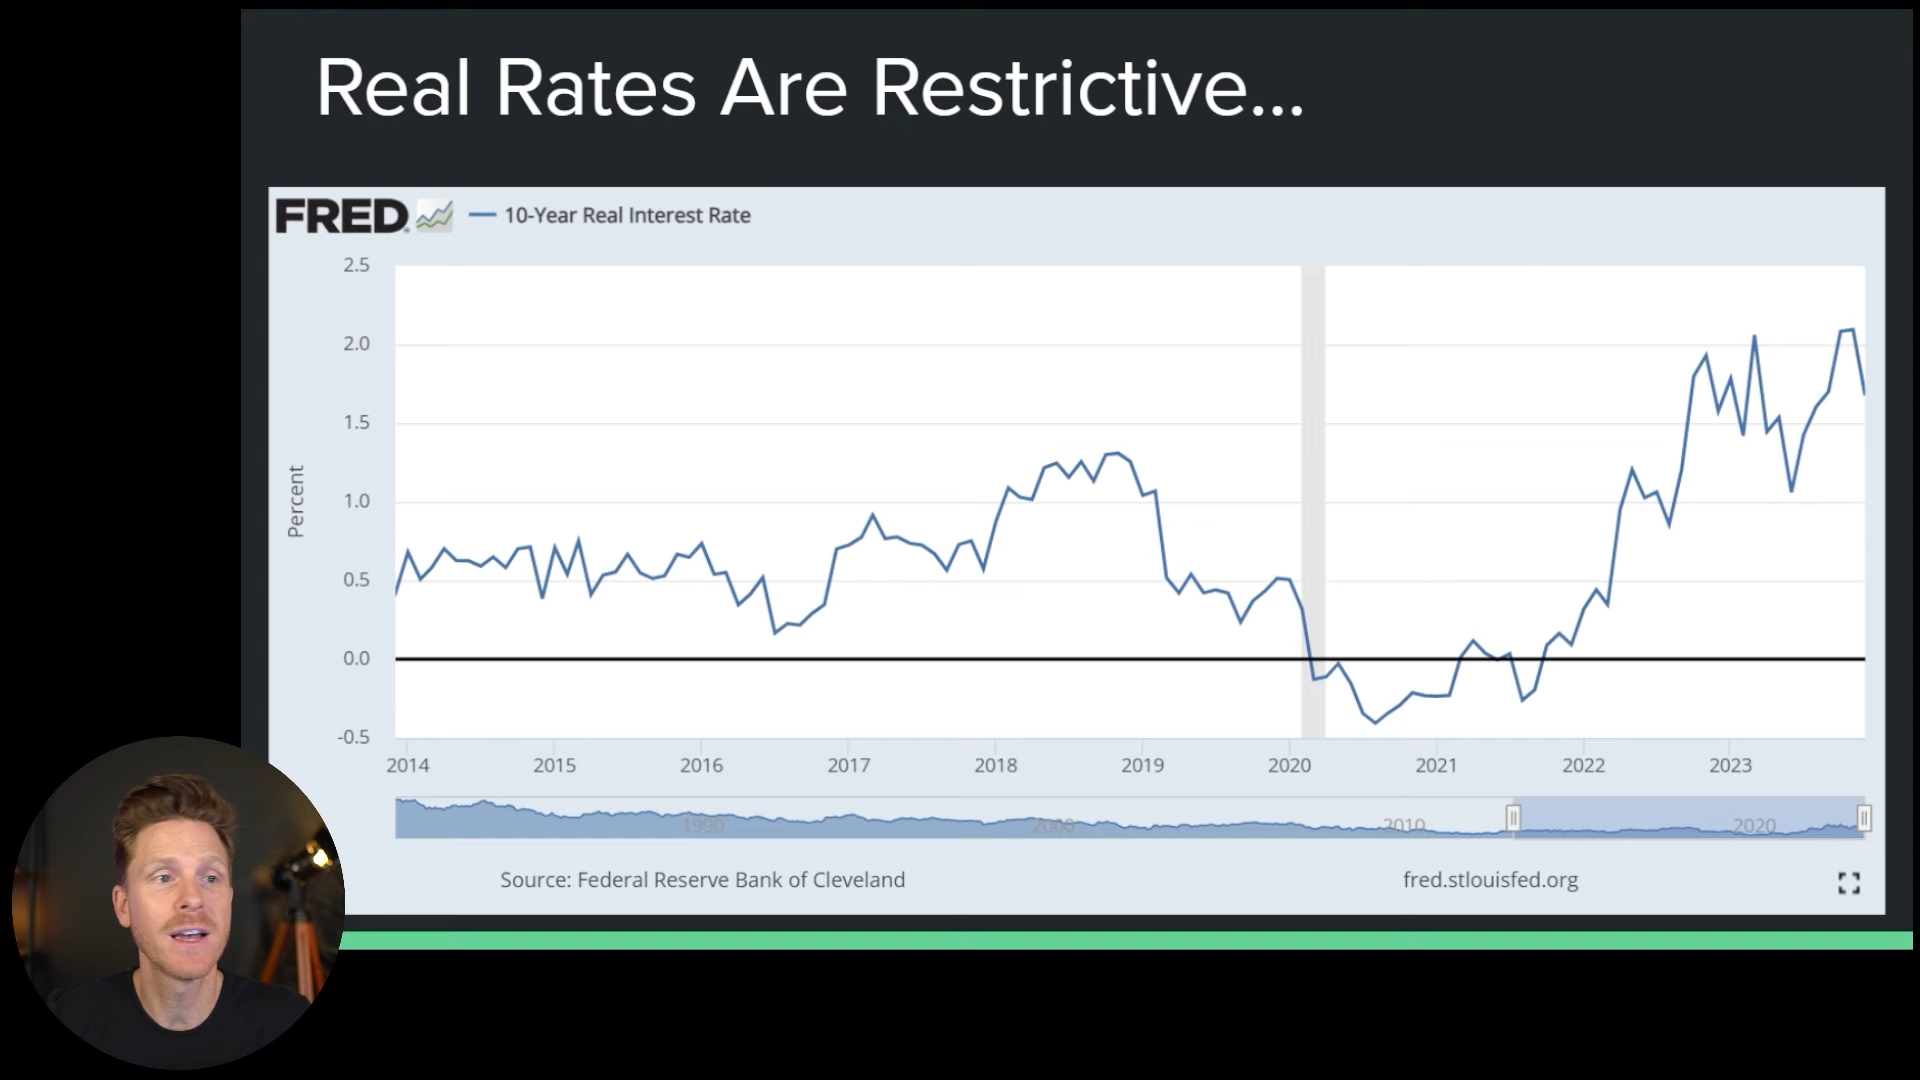 Real Rates Are Restrictive...
FRED
10-Year Real Interest Rate
2.5
2.0
1.5
1.0
0.5
0.0
-0.5
Percent
2014 2015 2016 2017 2018 2019 2020 2021 2022 2023
1990 2000 2010 2020
Source: Federal Reserve Bank of Cleveland fred.stlouisfed.org